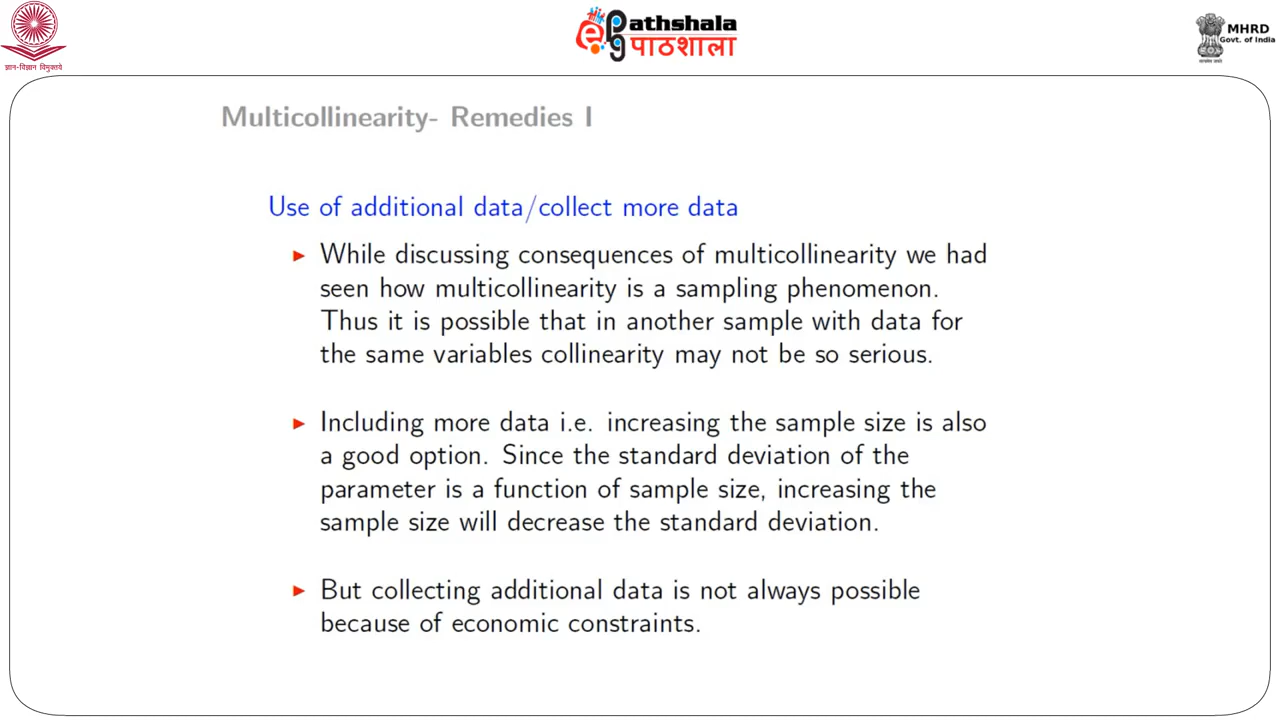 ज्ञान-विज्ञान विमुक्तये
ePathshala
पाठशाला
MHRD
Govt. of India
Multicollinearity- Remedies I
Use of additional data/collect more data
While discussing consequences of multicollinearity we had
seen how multicollinearity is a sampling phenomenon.
Thus it is possible that in another sample with data for
the same variables collinearity may not be so serious.
Including more data i.e. increasing the sample size is also
a good option. Since the standard deviation of the
parameter is a function of sample size, increasing the
sample size will decrease the standard deviation.
But collecting additional data is not always possible
because of economic constraints.